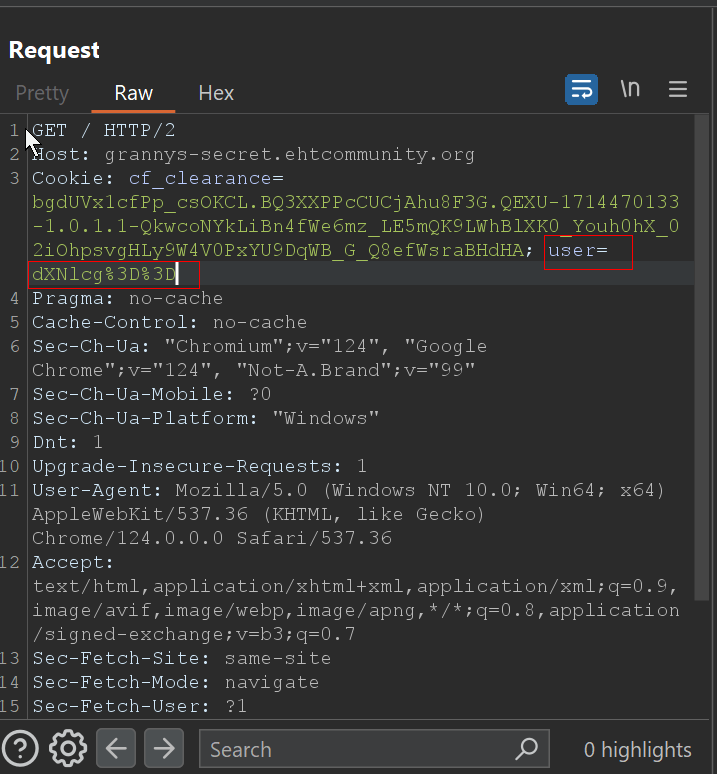 Request
Pretty Raw Hex \n
1 GET / HTTP/2
2 Host: grannys-secret.ehtcommunity.org
3 Cookie: cf_clearance=
bgdUVx1cfPp_csOKCL.BQ3XXPPcCUCjAhu8F3G.QEXU-1714470133
-1.0.1.1-QkwcoNYkLiBn4fWe6mz_LE5mQK9LWhBlXK0_Youh0hX_0
2iOhpsvgHLy9W4V0PxYU9DqWB_G_Q8efWsraBHdHA; user=
dXNlcg%3D%3D
4 Pragma: no-cache
5 Cache-Control: no-cache
6 Sec-Ch-Ua: "Chromium";v="124", "Google
Chrome";v="124", "Not-A.Brand";v="99"
7 Sec-Ch-Ua-Mobile: ?0
8 Sec-Ch-Ua-Platform: "Windows"
9 Dnt: 1
10 Upgrade-Insecure-Requests: 1
11 User-Agent: Mozilla/5.0 (Windows NT 10.0; Win64; x64)
AppleWebKit/537.36 (KHTML, like Gecko)
Chrome/124.0.0.0 Safari/537.36
12 Accept:
text/html,application/xhtml+xml,application/xml;q=0.9,
image/avif,image/webp,image/apng,*/*;q=0.8,application
/signed-exchange;v=b3;q=0.7
13 Sec-Fetch-Site: same-site
14 Sec-Fetch-Mode: navigate
15 Sec-Fetch-User: ?1
Search 0 highlights